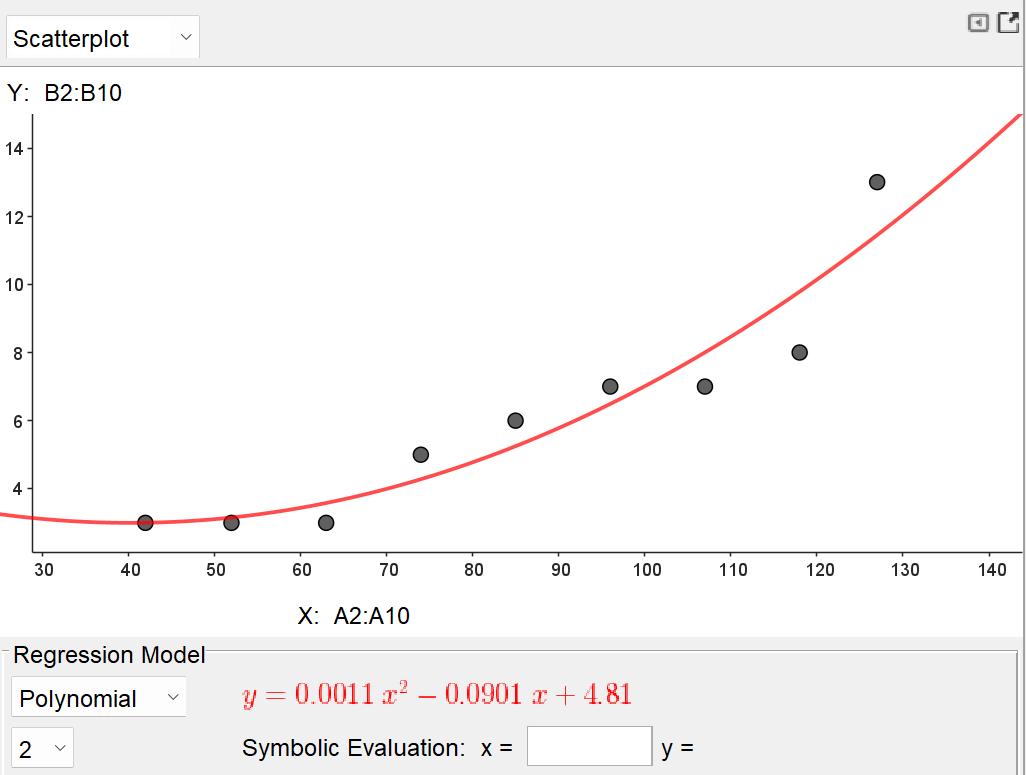 Scatterplot
Y: B2:B10
14
12
10
8
6
4
30 40 50 60 70 80 90 100 110 120 130 140
X: A2:A10
Regression Model
Polynomial
y = 0.0011 x² − 0.0901 x + 4.81
2
Symbolic Evaluation: x = y =